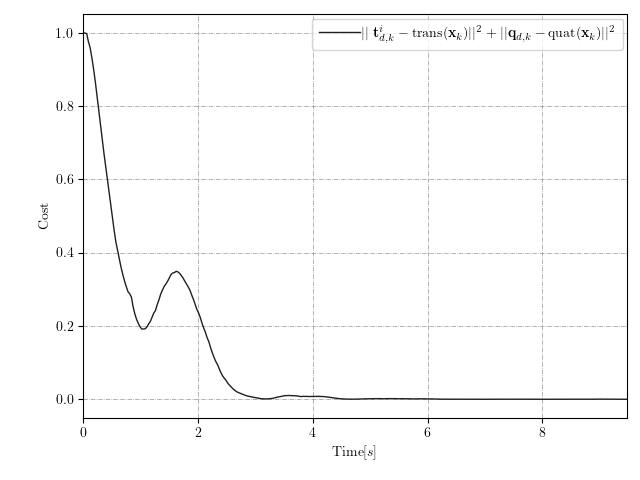 || t^i_{d,k} − trans(x_k)||^2 + ||q_{d,k} − quat(x_k)||^2
1.0
0.8
0.6
0.4
0.2
0.0
Cost
0 2 4 6 8
Time[s]